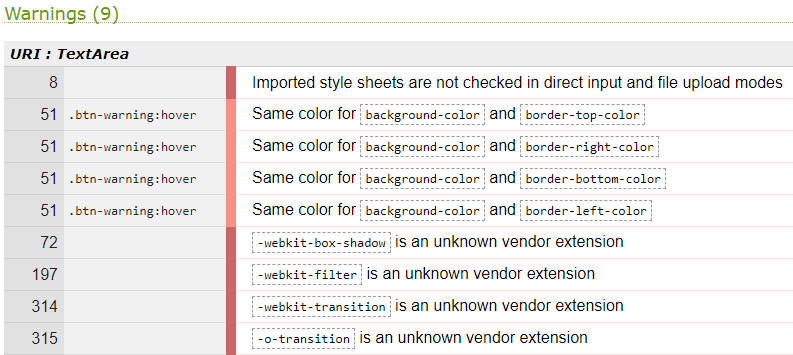 Warnings (9)
URI : TextArea
8 Imported style sheets are not checked in direct input and file upload modes
51 .btn-warning:hover Same color for background-color and border-top-color
51 .btn-warning:hover Same color for background-color and border-right-color
51 .btn-warning:hover Same color for background-color and border-bottom-color
51 .btn-warning:hover Same color for background-color and border-left-color
72 -webkit-box-shadow is an unknown vendor extension
197 -webkit-filter is an unknown vendor extension
314 -webkit-transition is an unknown vendor extension
315 -o-transition is an unknown vendor extension